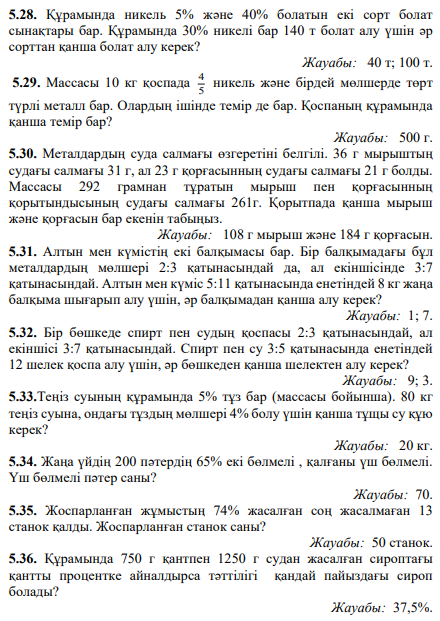 5.28. Құрамында никель 5% және 40% болатын екі сорт болат
сынақтары бар. Құрамында 30% никелі бар 140 т болат алу үшін әр
сорттан қанша болат алу керек?
Жауабы: 40 т; 100 т.
5.29. Массасы 10 кг қоспада 4/5 никель және бірдей мөлшерде төрт
түрлі металл бар. Олардың ішінде темір де бар. Қоспаның құрамында
қанша темір бар?
Жауабы: 500 г.
5.30. Металдардың суда салмағы өзгеретіні белгілі. 36 г мырыштың
судағы салмағы 31 г, ал 23 г қорғасынның судағы салмағы 21 г болды.
Массасы 292 грамнан тұратын мырыш пен қорғасынның
қорытындысының судағы салмағы 261г. Қорытпада қанша мырыш
және қорғасын бар екенін табыңыз.
Жауабы: 108 г мырыш және 184 г қорғасын.
5.31. Алтын мен күмістің екі балқымасы бар. Бір балқымадағы бұл
металдардың мөлшері 2:3 қатынасындай да, ал екіншісінде 3:7
қатынасындай. Алтын мен күміс 5:11 қатынасында енетіндей 8 кг жаңа
балқыма шығарып алу үшін, әр балқымадан қанша алу керек?
Жауабы: 1; 7.
5.32. Бір бөшкеде спирт пен судың қоспасы 2:3 қатынасындай, ал
екіншісі 3:7 қатынасындай. Спирт пен су 3:5 қатынасында енетіндей
12 шелек қоспа алу үшін, әр бөшкеден қанша шелектен алу керек?
Жауабы: 9; 3.
5.33.Теңіз суының құрамында 5% тұз бар (массасы бойынша). 80 кг
теңіз суына, ондағы тұздың мөлшері 4% болу үшін қанша тұщы су құю
керек?
Жауабы: 20 кг.
5.34. Жаңа үйдің 200 пәтердің 65% екі бөлмелі , қалғаны үш бөлмелі.
Үш бөлмелі пәтер саны?
Жауабы: 70.
5.35. Жоспарланған жұмыстың 74% жасалған соң жасалмаған 13
станок қалды. Жоспарланған станок саны?
Жауабы: 50 станок.
5.36. Құрамында 750 г қантпен 1250 г судан жасалған сироптағы
қантты процентке айналдырса тәттілігі қандай пайыздағы сироп
болады?
Жауабы: 37,5%.